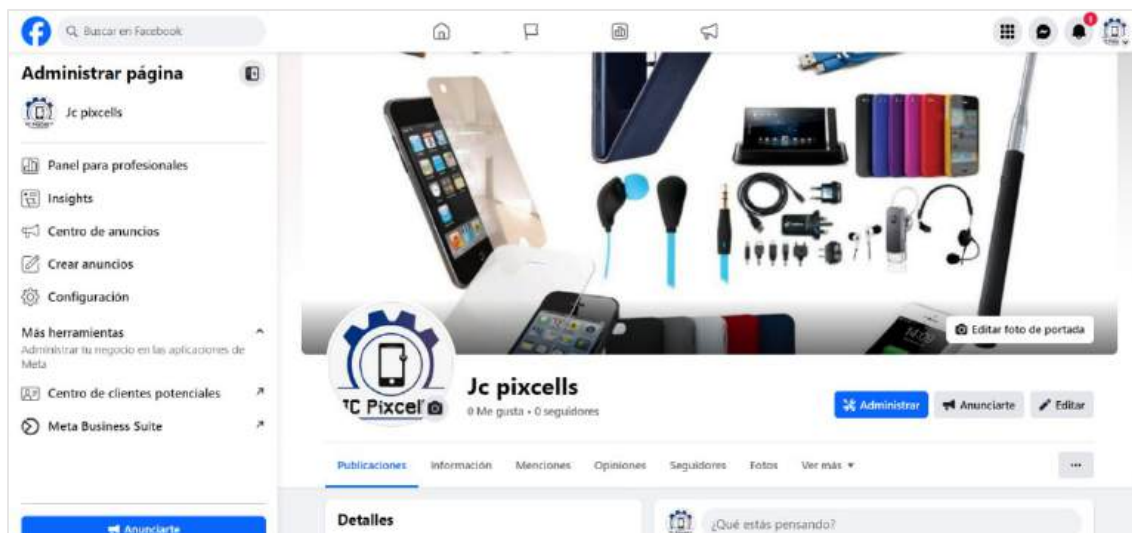 Buscar en Facebook
1
Administrar página
Jc pixcells
Panel para profesionales
Insights
Centro de anuncios
Crear anuncios
Configuración
Más herramientas
Administrar tu negocio en las aplicaciones de
Meta
Centro de clientes potenciales
Meta Business Suite
Anunciarte
Editar foto de portada
JC Pixcel
Jc pixcells
0 Me gusta • 0 seguidores
Administrar
Anunciarte
Editar
Publicaciones Información Menciones Opiniones Seguidores Fotos Ver más
Detalles
¿Qué estás pensando?